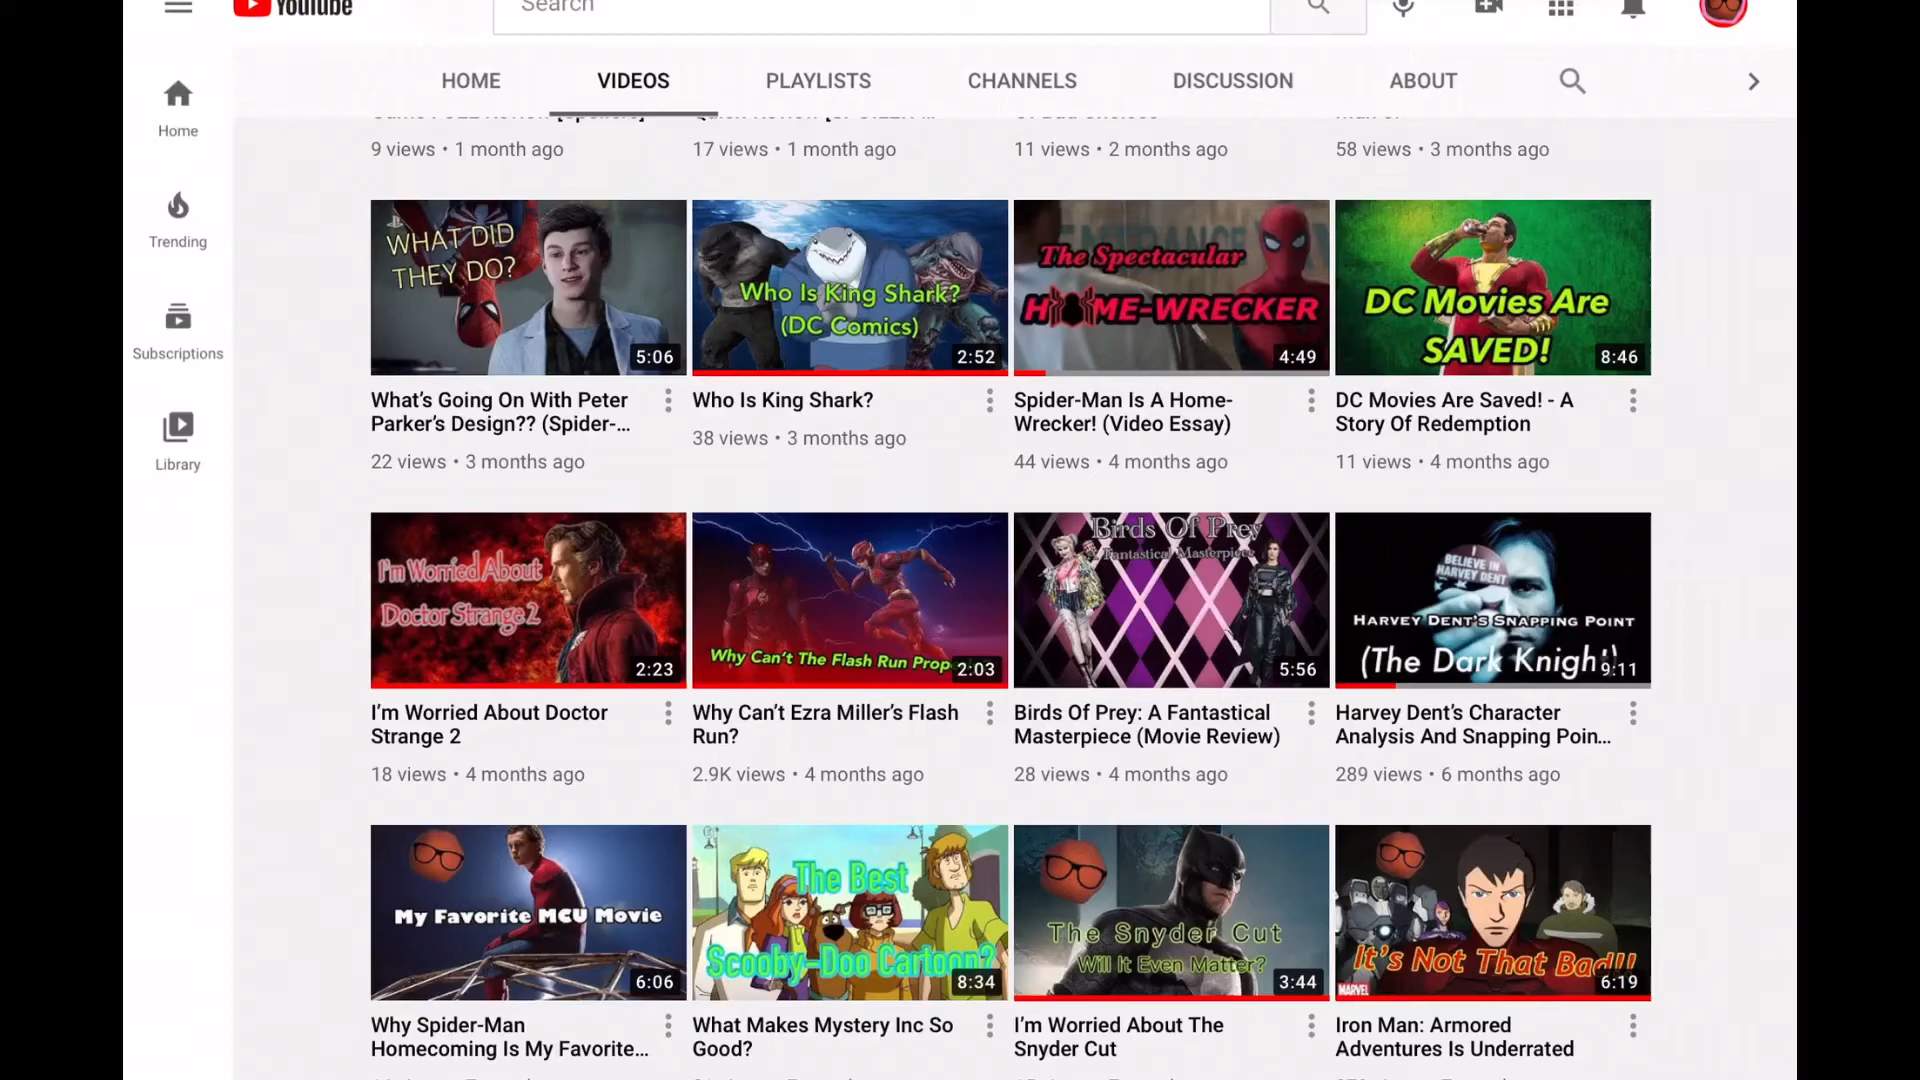 YouTube
Search
HOME
VIDEOS
PLAYLISTS
CHANNELS
DISCUSSION
ABOUT
Home
Trending
Subscriptions
Library
9 views • 1 month ago
17 views • 1 month ago
11 views • 2 months ago
58 views • 3 months ago
WHAT DID
THEY DO?
5:06
Who Is King Shark?
(DC Comics)
2:52
The Spectacular
H ME-WRECKER
4:49
DC Movies Are
SAVED!
8:46
What's Going On With Peter
Parker's Design?? (Spider-...
22 views • 3 months ago
Who Is King Shark?
38 views • 3 months ago
Spider-Man Is A Home-
Wrecker! (Video Essay)
44 views • 4 months ago
DC Movies Are Saved! - A
Story Of Redemption
11 views • 4 months ago
I'm Worried About
Doctor Strange 2
2:23
Why Can't The Flash Run Prop
2:03
Birds Of Prey
Fantastical Masterpiece
5:56
I
BELIEVE IN
HARVEY DENT
HARVEY DENT'S SNAPPING POINT
(The Dark Knight)
9:11
I'm Worried About Doctor
Strange 2
18 views • 4 months ago
Why Can't Ezra Miller's Flash
Run?
2.9K views • 4 months ago
Birds Of Prey: A Fantastical
Masterpiece (Movie Review)
28 views • 4 months ago
Harvey Dent's Character
Analysis And Snapping Poin...
289 views • 6 months ago
My Favorite MCU Movie
6:06
The Best
Scooby-Doo Cartoon?
8:34
The Snyder Cut
Will It Even Matter?
3:44
It's Not That Bad!!
MARVEL
6:19
Why Spider-Man
Homecoming Is My Favorite...
What Makes Mystery Inc So
Good?
I'm Worried About The
Snyder Cut
Iron Man: Armored
Adventures Is Underrated